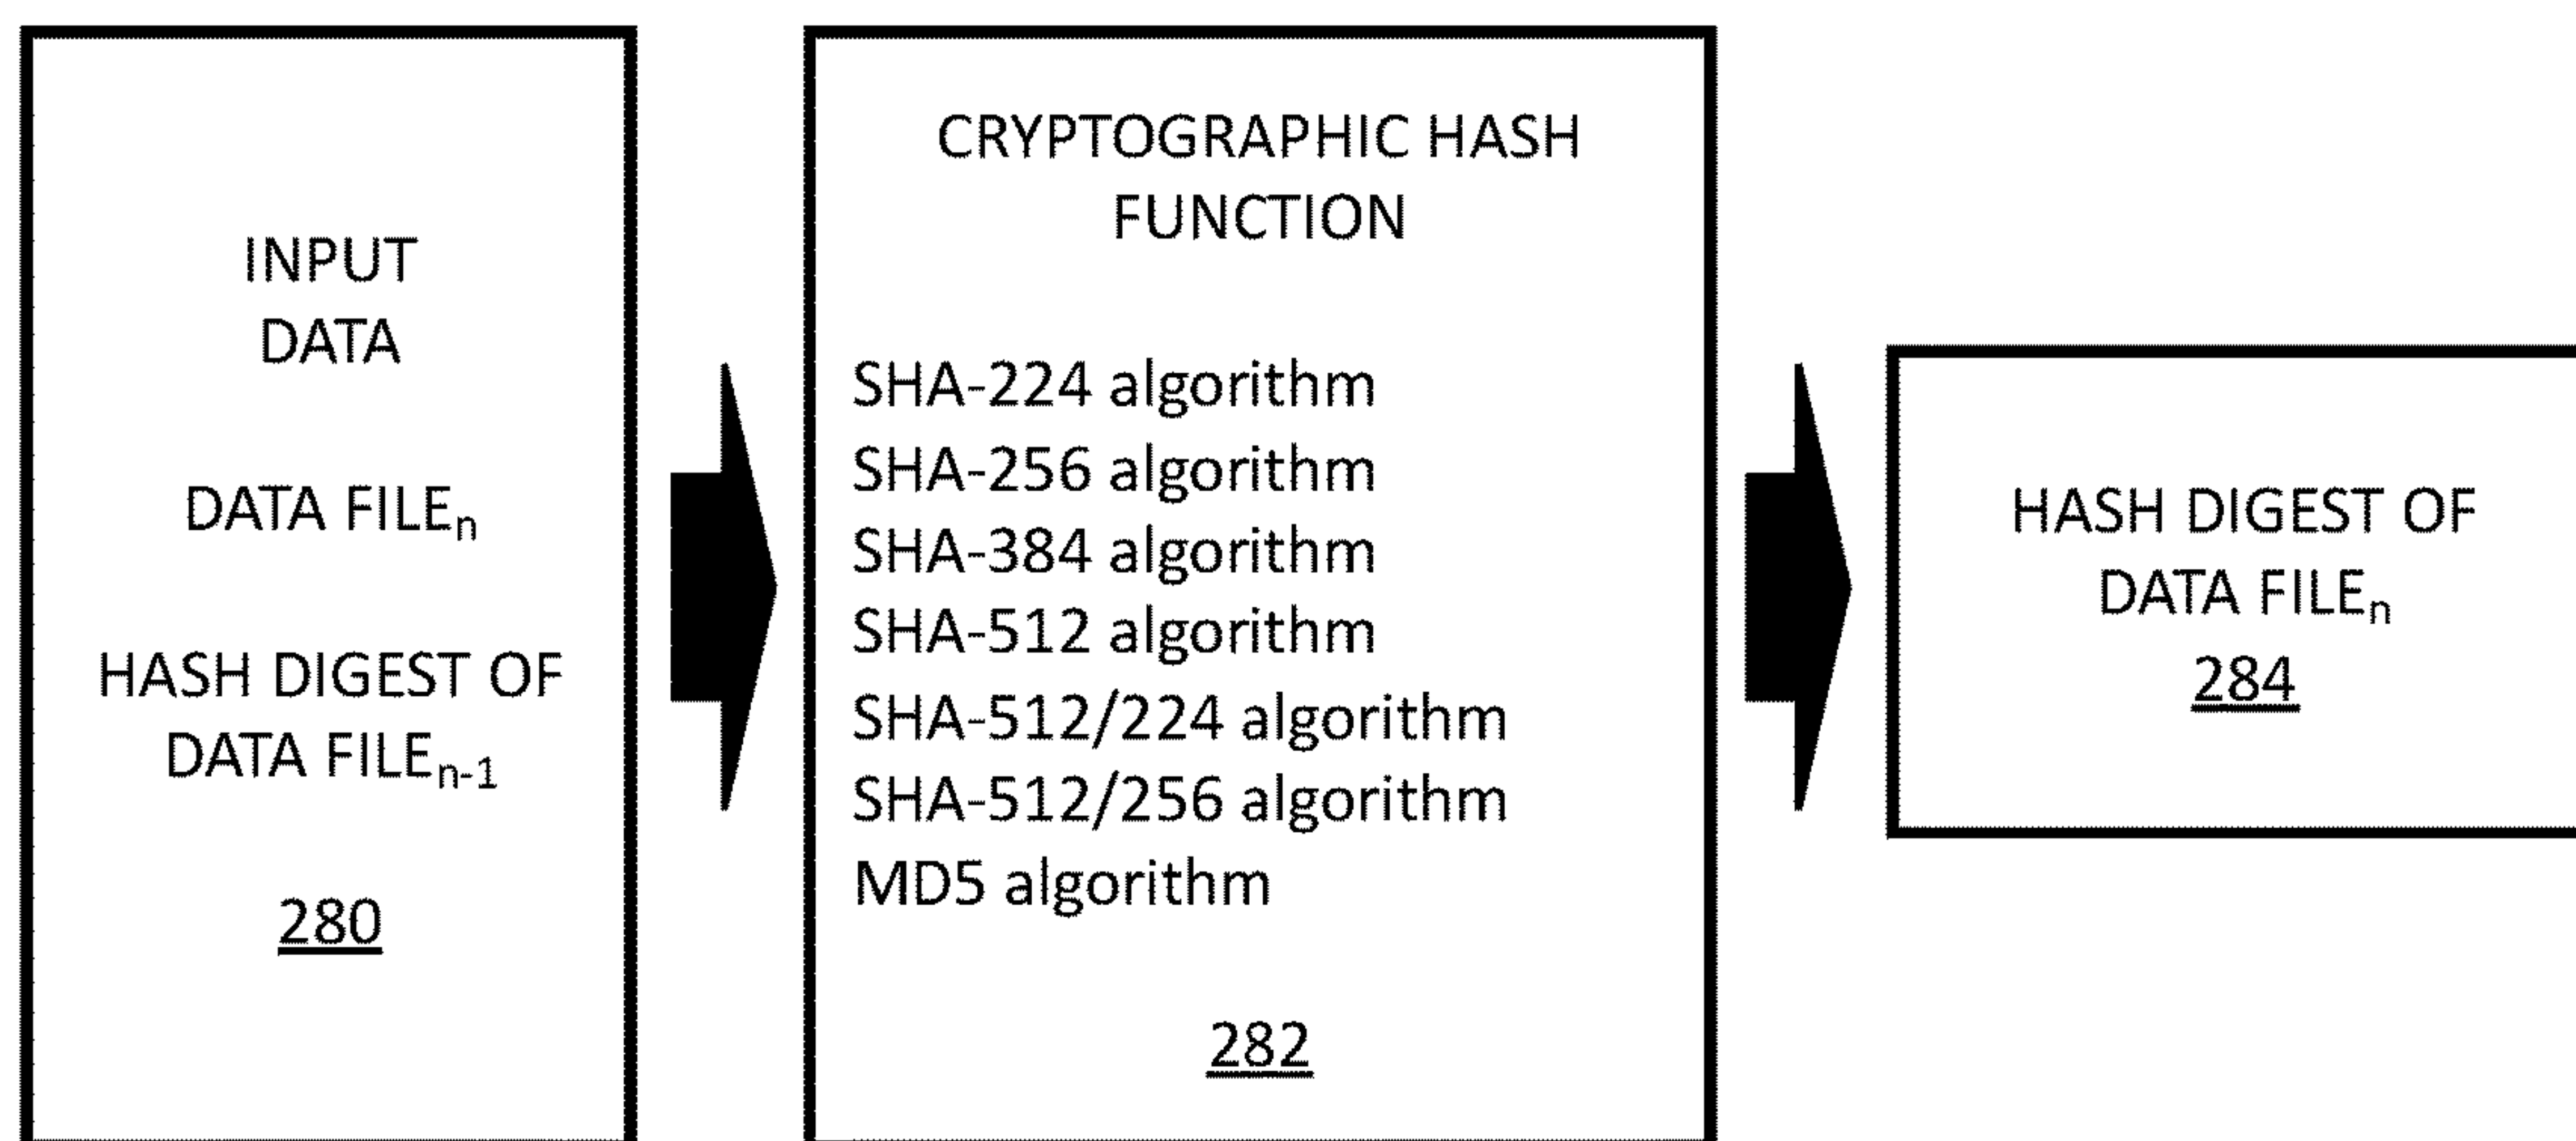 INPUT
DATA
DATA FILEn
HASH DIGEST OF
DATA FILEn-1
280
CRYPTOGRAPHIC HASH
FUNCTION
SHA-224 algorithm
SHA-256 algorithm
SHA-384 algorithm
SHA-512 algorithm
SHA-512/224 algorithm
SHA-512/256 algorithm
MD5 algorithm
282
HASH DIGEST OF
DATA FILEn
284